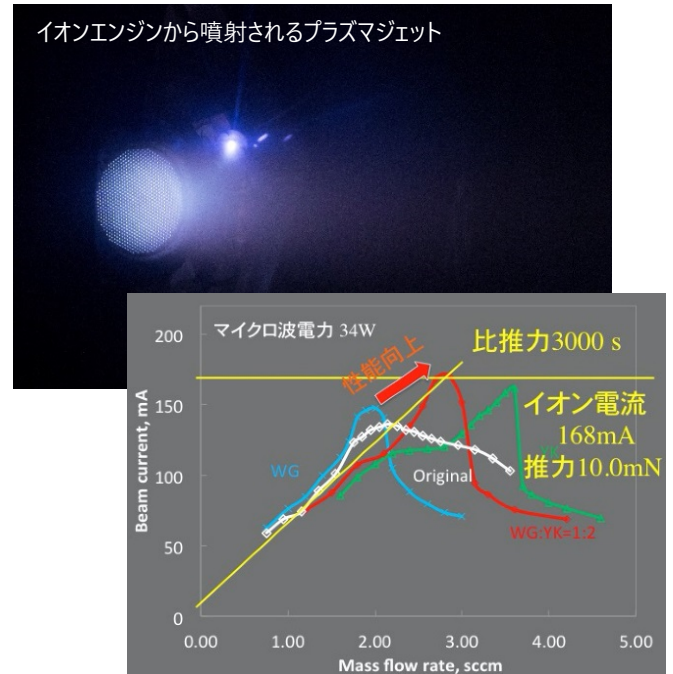 イオンエンジンから噴射されるプラズマジェット
マイクロ波電力 34W
比推力3000 s
性能向上
イオン電流
168mA
推力10.0mN
WG
Original
YK
WG:YK=1:2
Beam current, mA
200
150
100
50
0
0.00 1.00 2.00 3.00 4.00 5.00
Mass flow rate, sccm